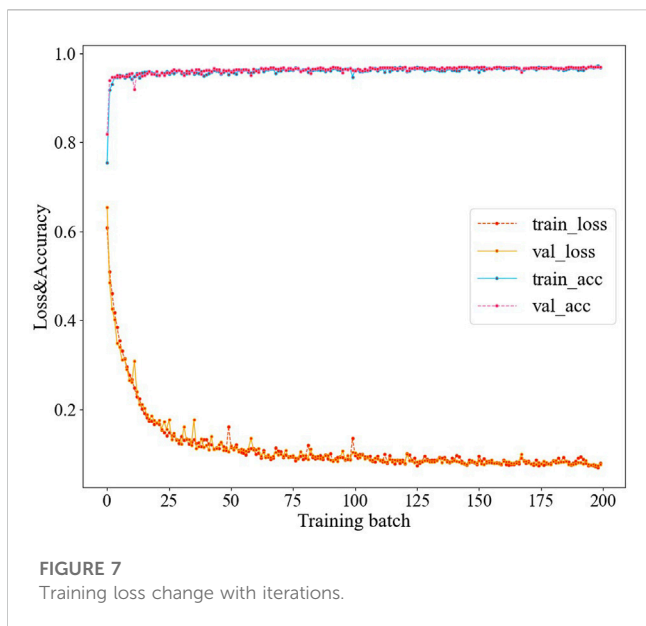 1.0
0.8
0.6
0.4
0.2
Loss&Accuracy
train_loss
val_loss
train_acc
val_acc
0 25 50 75 100 125 150 175 200
Training batch
FIGURE 7
Training loss change with iterations.